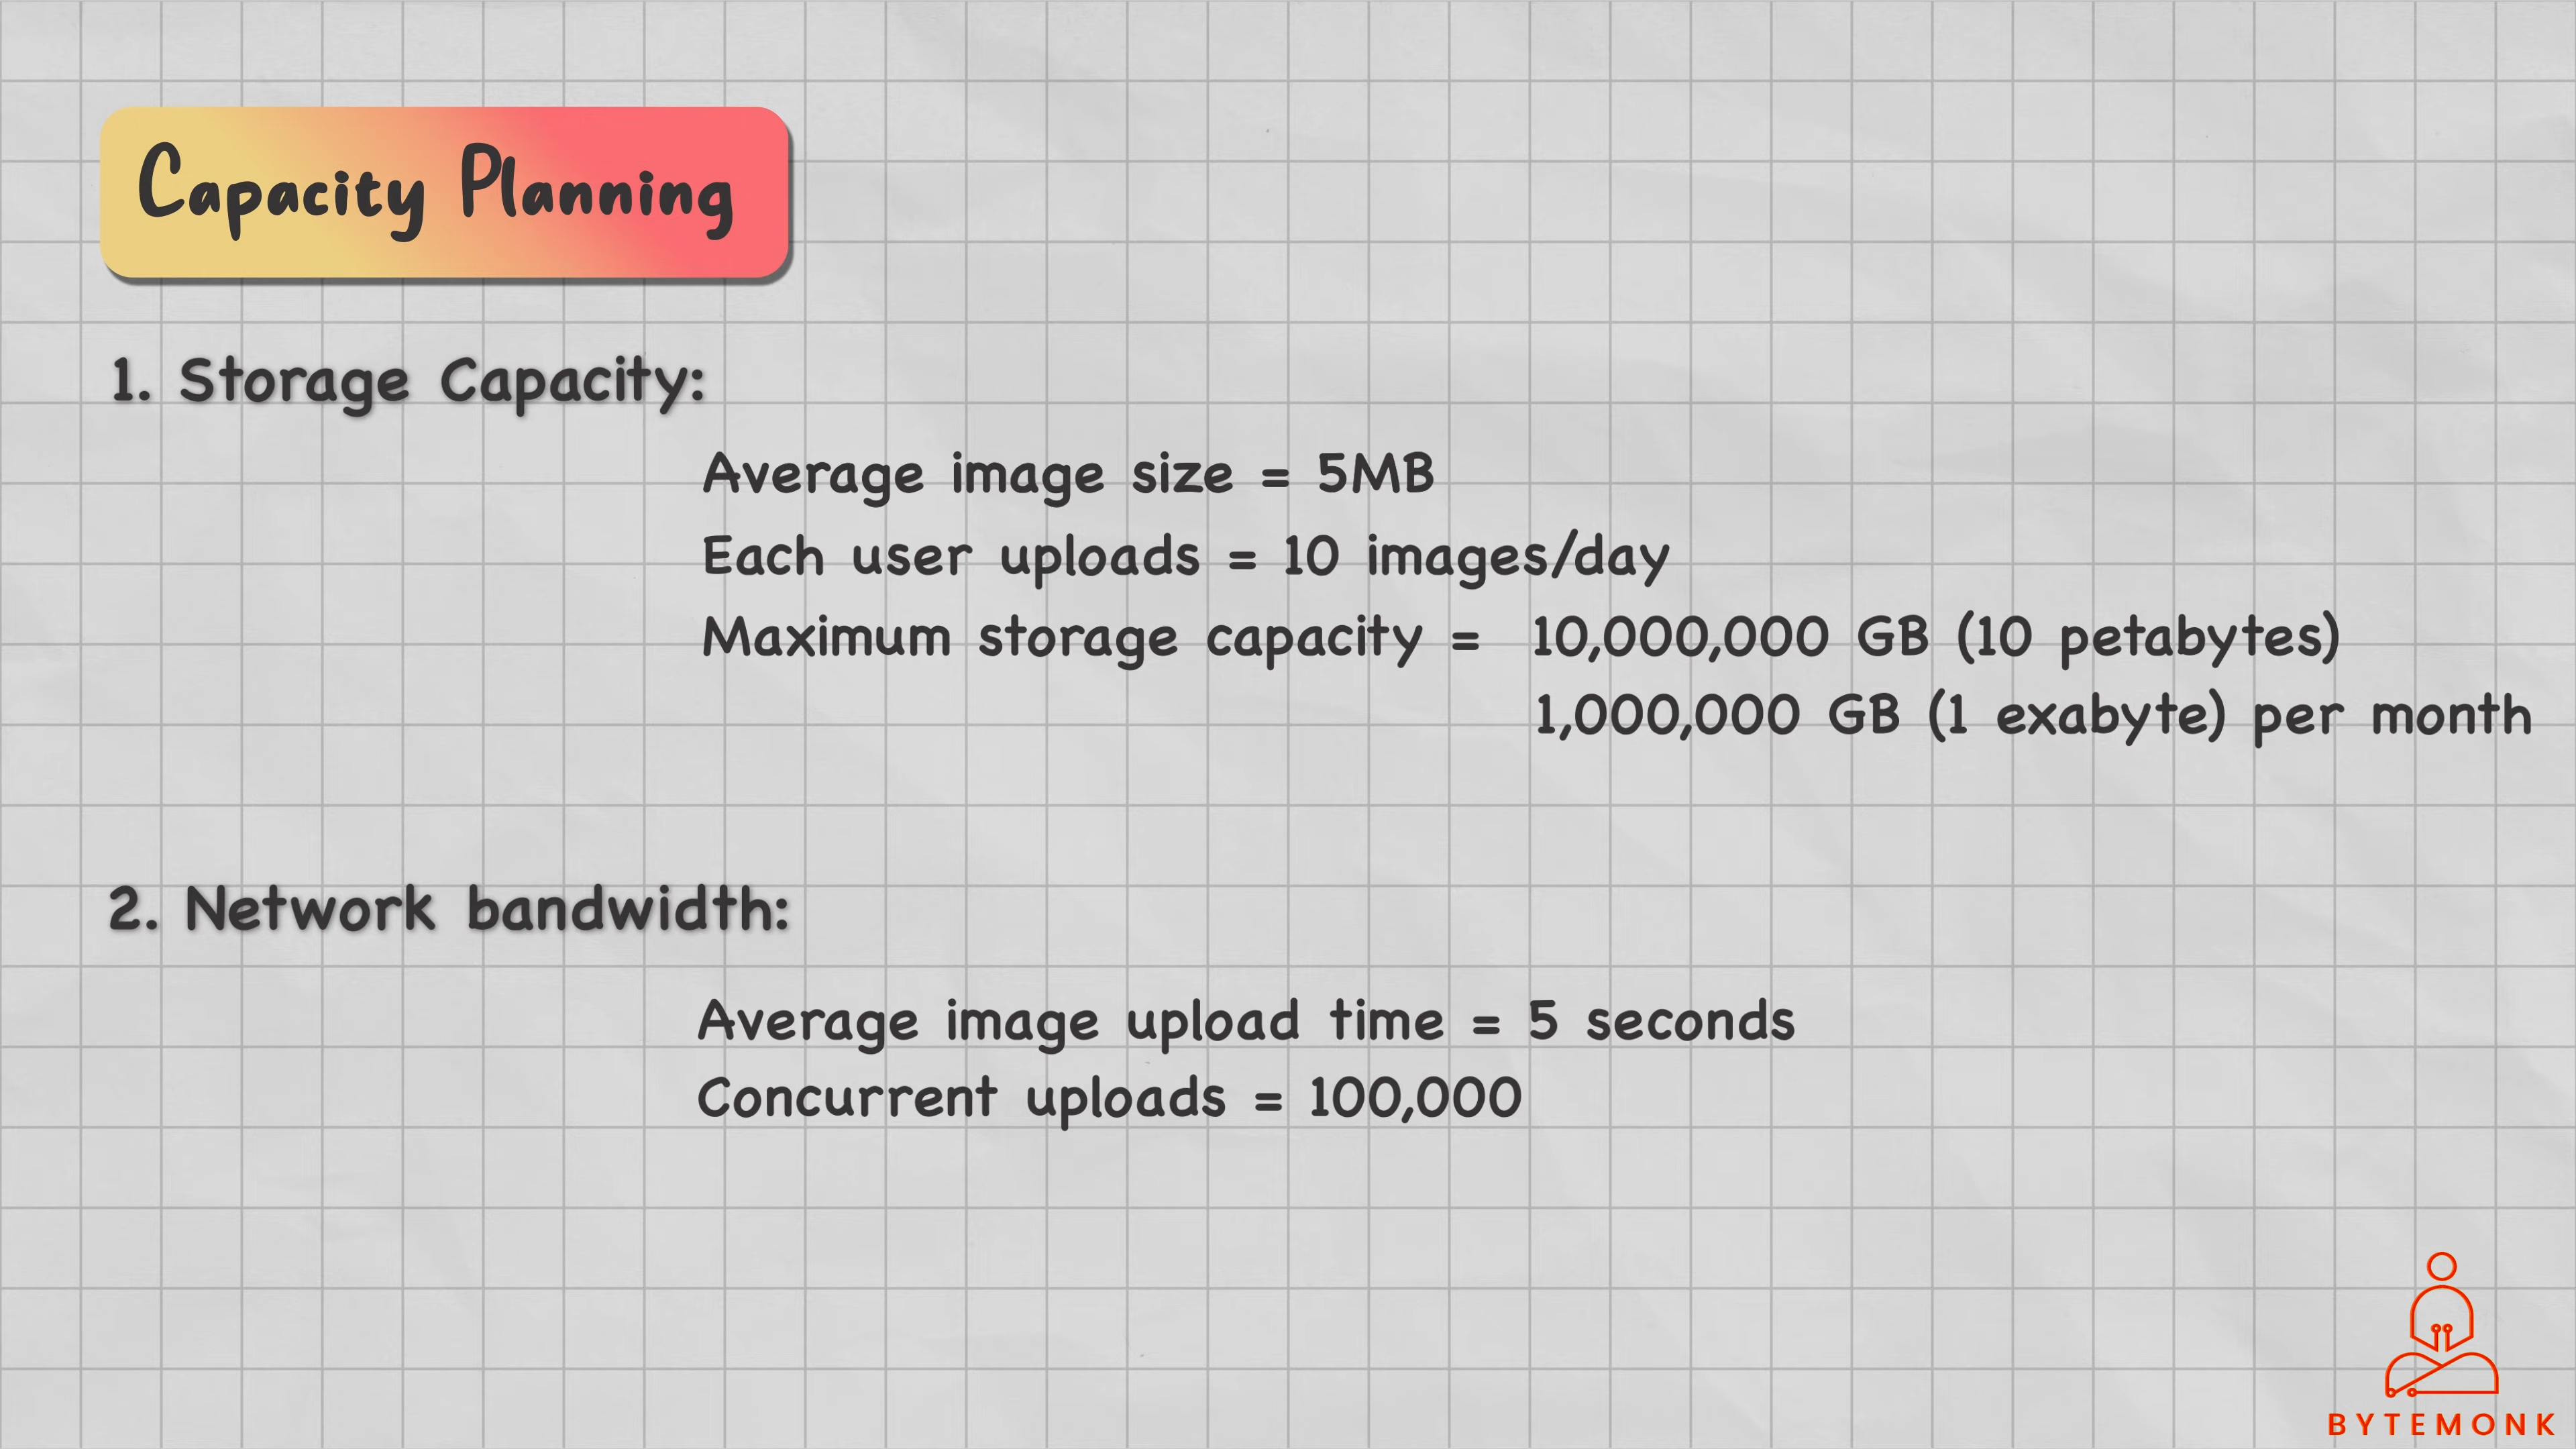 Capacity Planning
1. Storage Capacity:
Average image size = 5MB
Each user uploads = 10 images/day
Maximum storage capacity = 10,000,000 GB (10 petabytes)
1,000,000 GB (1 exabyte) per month
2. Network bandwidth:
Average image upload time = 5 seconds
Concurrent uploads = 100,000
BYTEMONK